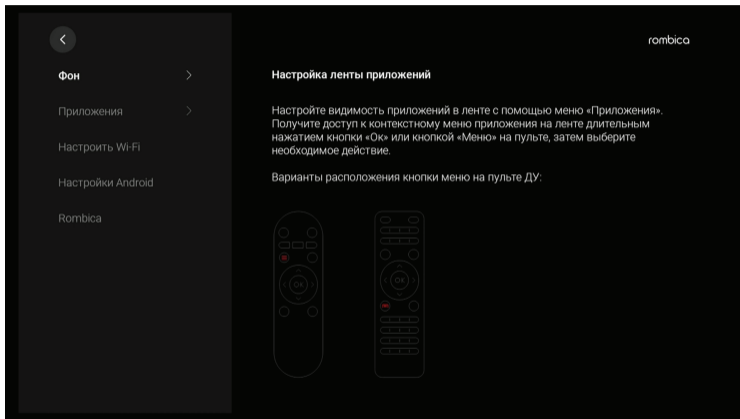 rombica
Фон
Приложения
Настроить Wi-Fi
Настройки Android
Rombica
Настройка ленты приложений
Настройте видимость приложений в ленте с помощью меню «Приложения».
Получите доступ к контекстному меню приложения на ленте длительным
нажатием кнопки «Ок» или кнопкой «Меню» на пульте, затем выберите
необходимое действие.
Варианты расположения кнопки меню на пульте ДУ:
OK
OK